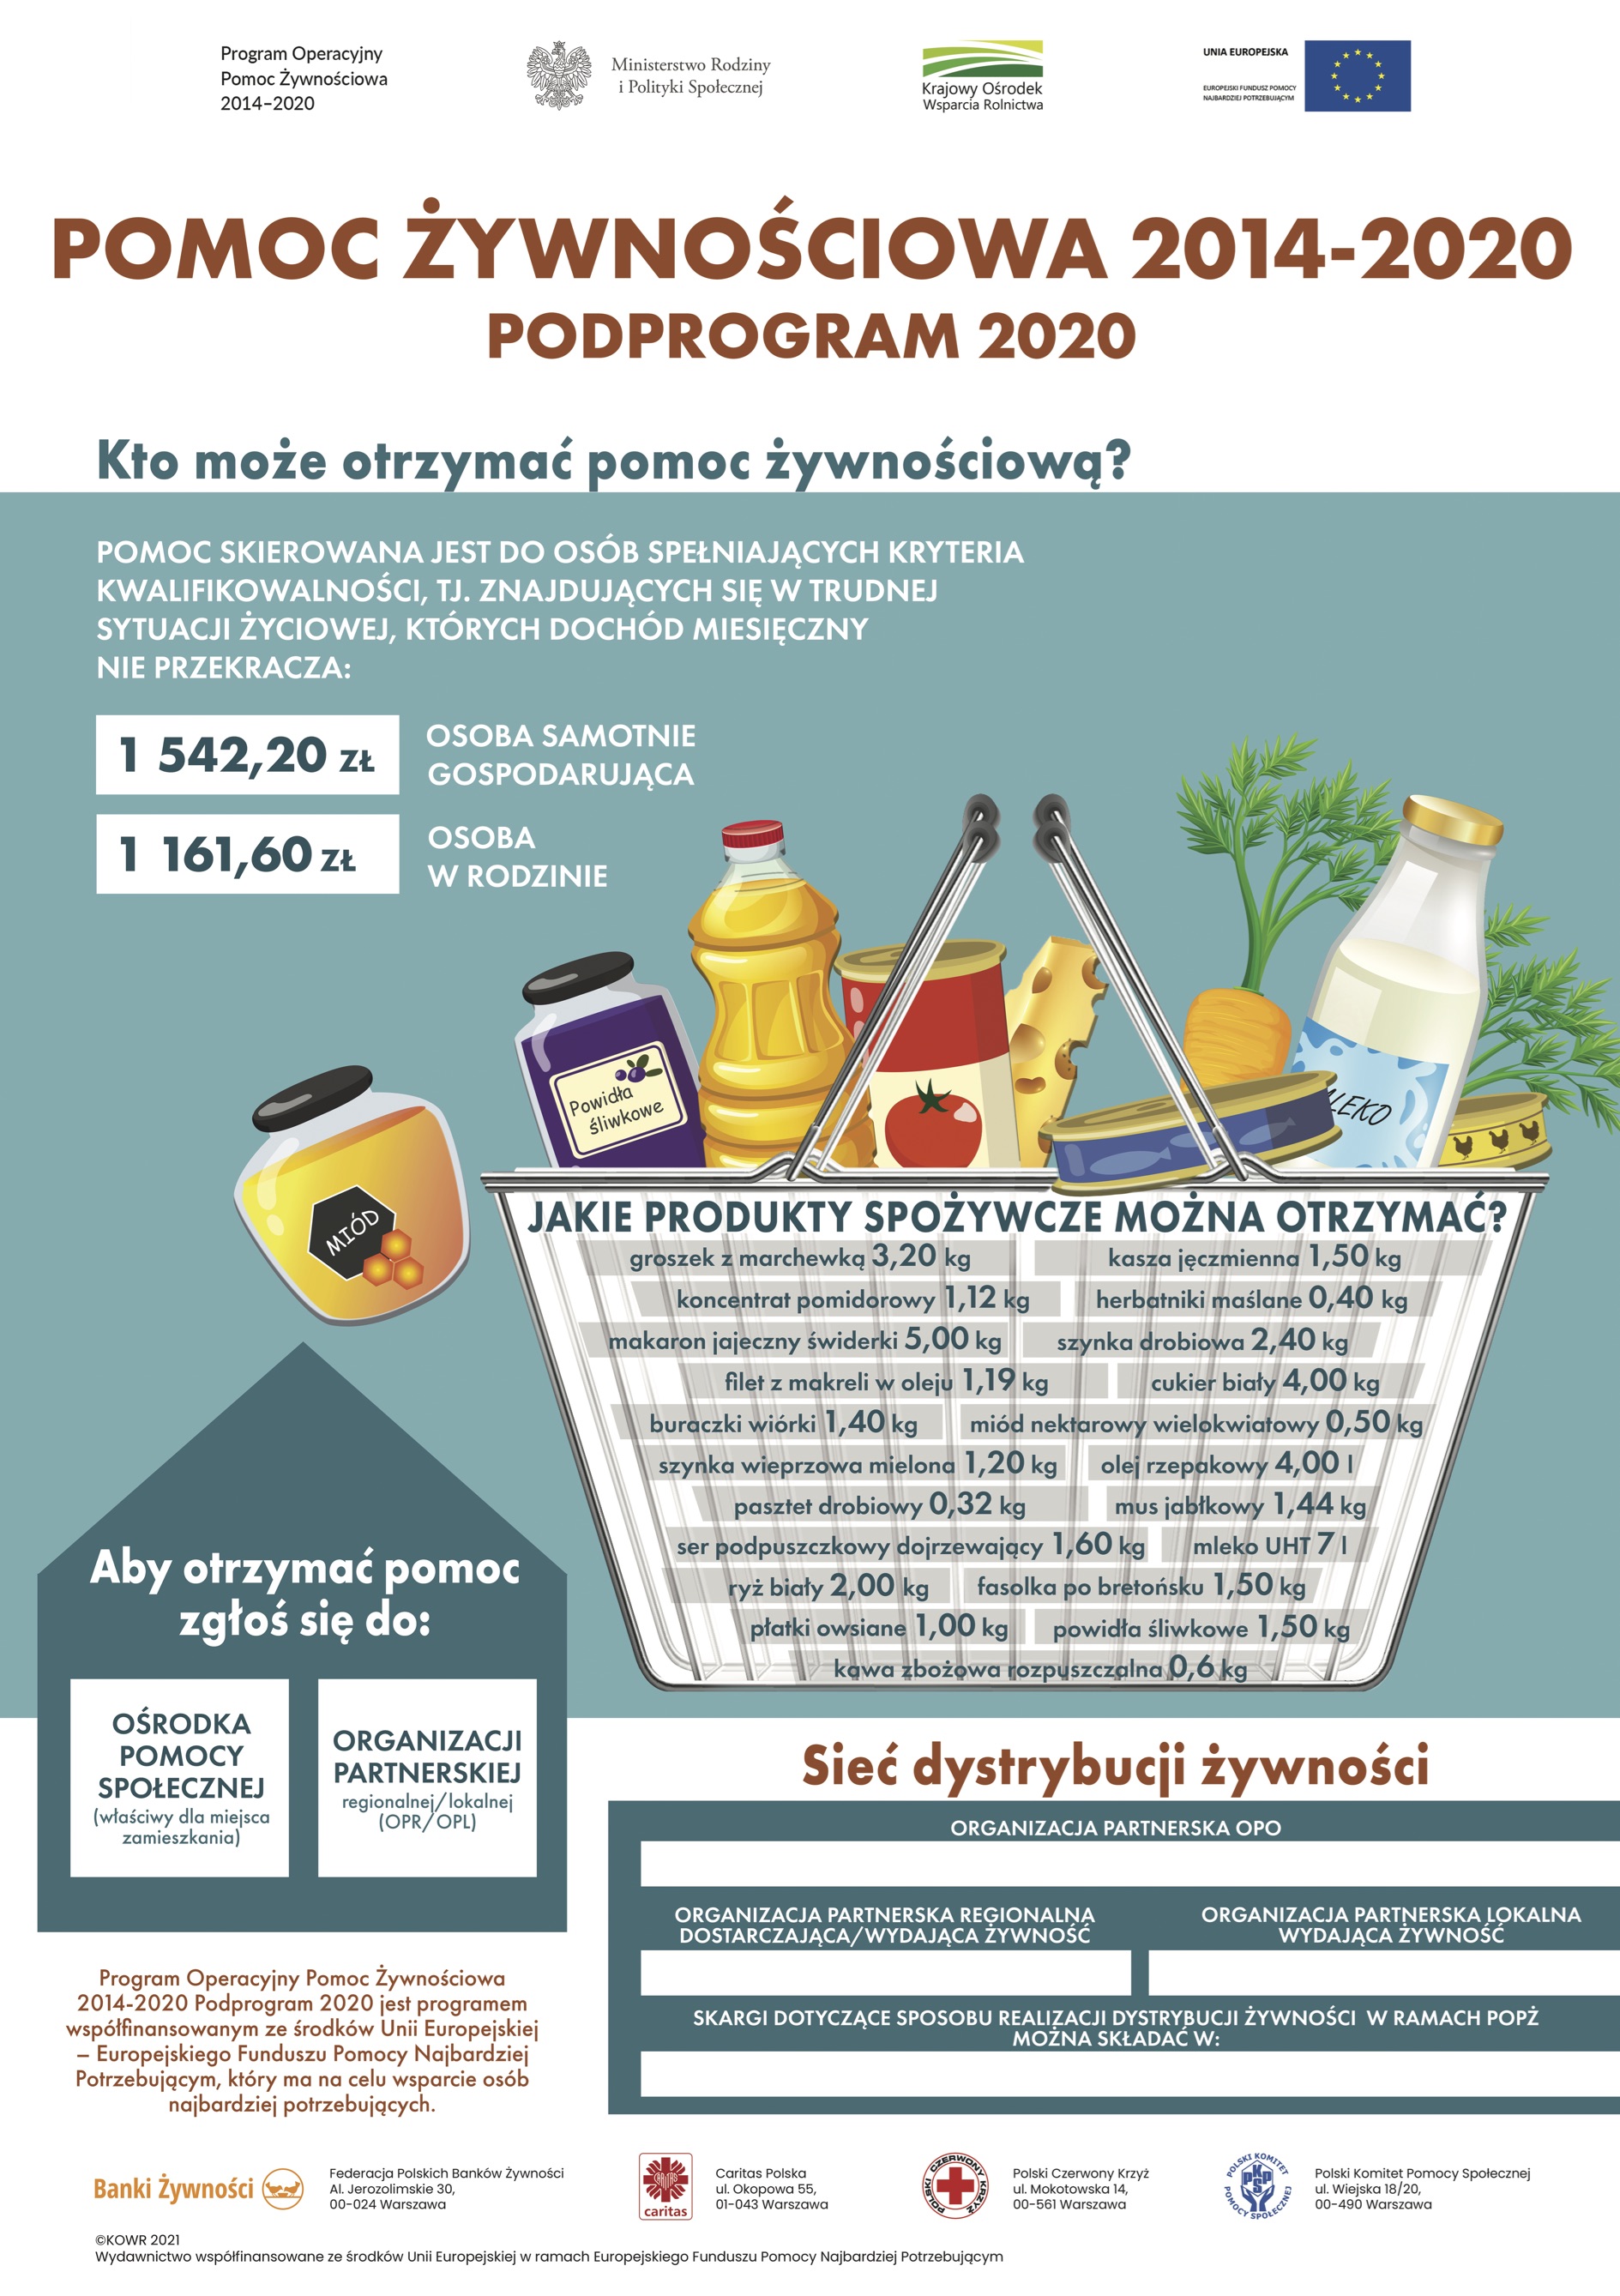 Program Operacyjny
Pomoc Żywnościowa
2014–2020
Ministerstwo Rodziny
i Polityki Społecznej
Krajowy Ośrodek
Wsparcia Rolnictwa
UNIA EUROPEJSKA
EUROPEJSKI FUNDUSZ POMOCY
NAJBARDZIEJ POTRZEBUJĄCYM
POMOC ŻYWNOŚCIOWA 2014-2020
PODPROGRAM 2020
Kto może otrzymać pomoc żywnościową?
POMOC SKIEROWANA JEST DO OSÓB SPEŁNIAJĄCYCH KRYTERIA
KWALIFIKOWALNOŚCI, TJ. ZNAJDUJĄCYCH SIĘ W TRUDNEJ
SYTUACJI ŻYCIOWEJ, KTÓRYCH DOCHÓD MIESIĘCZNY
NIE PRZEKRACZA:
1 542,20 ZŁ
OSOBA SAMOTNIE
GOSPODARUJĄCA
1 161,60 ZŁ
OSOBA
W RODZINIE
Powidła
śliwkowe
MLEKO
MIÓD
JAKIE PRODUKTY SPOŻYWCZE MOŻNA OTRZYMAĆ?
groszek z marchewką 3,20 kg
kasza jęczmienna 1,50 kg
koncentrat pomidorowy 1,12 kg
herbatniki maślane 0,40 kg
makaron jajeczny świderki 5,00 kg
szynka drobiowa 2,40 kg
filet z makreli w oleju 1,19 kg
cukier biały 4,00 kg
buraczki wiórki 1,40 kg
miód nektarowy wielokwiatowy 0,50 kg
szynka wieprzowa mielona 1,20 kg
olej rzepakowy 4,00 l
pasztet drobiowy 0,32 kg
mus jabłkowy 1,44 kg
ser podpuszczkowy dojrzewający 1,60 kg
mleko UHT 7 l
ryż biały 2,00 kg
fasolka po bretońsku 1,50 kg
płatki owsiane 1,00 kg
powidła śliwkowe 1,50 kg
kawa zbożowa rozpuszczalna 0,6 kg
Aby otrzymać pomoc
zgłoś się do:
OŚRODKA
POMOCY
SPOŁECZNEJ
(właściwy dla miejsca
zamieszkania)
ORGANIZACJI
PARTNERSKIEJ
regionalnej/lokalnej
(OPR/OPL)
Sieć dystrybucji żywności
ORGANIZACJA PARTNERSKA OPO
ORGANIZACJA PARTNERSKA REGIONALNA
DOSTARCZAJĄCA/WYDAJĄCA ŻYWNOŚĆ
ORGANIZACJA PARTNERSKA LOKALNA
WYDAJĄCA ŻYWNOŚĆ
SKARGI DOTYCZĄCE SPOSOBU REALIZACJI DYSTRYBUCJI ŻYWNOŚCI W RAMACH POPŻ
MOŻNA SKŁADAĆ W:
Program Operacyjny Pomoc Żywnościowa
2014-2020 Podprogram 2020 jest programem
współfinansowanym ze środków Unii Europejskiej
– Europejskiego Funduszu Pomocy Najbardziej
Potrzebującym, który ma na celu wsparcie osób
najbardziej potrzebujących.
Banki Żywności
Federacja Polskich Banków Żywności
Al. Jerozolimskie 30,
00-024 Warszawa
CARITAS
caritas
Caritas Polska
ul. Okopowa 55,
01-043 Warszawa
POLSKI CZERWONY KRZYŻ
Polski Czerwony Krzyż
ul. Mokotowska 14,
00-561 Warszawa
POLSKI KOMITET
PKPS
POMOCY SPOŁECZNEJ
Polski Komitet Pomocy Społecznej
ul. Wiejska 18/20,
00-490 Warszawa
©KOWR 2021
Wydawnictwo współfinansowane ze środków Unii Europejskiej w ramach Europejskiego Funduszu Pomocy Najbardziej Potrzebującym